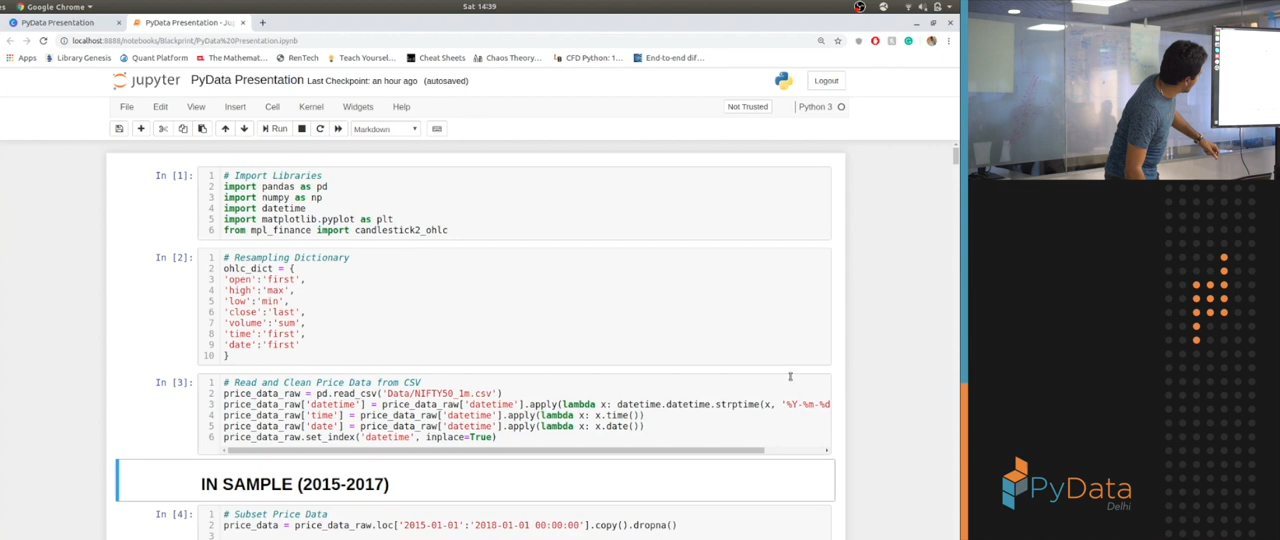 Google Chrome
Sat 14:39
PyData Presentation
PyData Presentation - Jup
localhost:8888/notebooks/Blackprint/PyData%20Presentation.ipynb
Apps Library Genesis Quant Platform The Mathemat... RenTech Teach Yoursel... Cheat Sheets Chaos Theory,... CFD Python: 1... End-to-end dif...
jupyter PyData Presentation Last Checkpoint: an hour ago (autosaved)
Logout
File Edit View Insert Cell Kernel Widgets Help
Not Trusted
Python 3
Run
Markdown
In [1]:
1 # Import Libraries
2 import pandas as pd
3 import numpy as np
4 import datetime
5 import matplotlib.pyplot as plt
6 from mpl_finance import candlestick2_ohlc
In [2]:
1 # Resampling Dictionary
2 ohlc_dict = {
3 'open':'first',
4 'high':'max',
5 'low':'min',
6 'close':'last',
7 'volume':'sum',
8 'time':'first',
9 'date':'first'
10 }
In [3]:
1 # Read and Clean Price Data from CSV
2 price_data_raw = pd.read_csv('Data/NIFTY50_1m.csv')
3 price_data_raw['datetime'] = price_data_raw['datetime'].apply(lambda x: datetime.datetime.strptime(x, '%Y-%m-%d
4 price_data_raw['time'] = price_data_raw['datetime'].apply(lambda x: x.time())
5 price_data_raw['date'] = price_data_raw['datetime'].apply(lambda x: x.date())
6 price_data_raw.set_index('datetime', inplace=True)
IN SAMPLE (2015-2017)
In [4]:
1 # Subset Price Data
2 price_data = price_data_raw.loc['2015-01-01':'2018-01-01 00:00:00'].copy().dropna()
3
PyData
Delhi